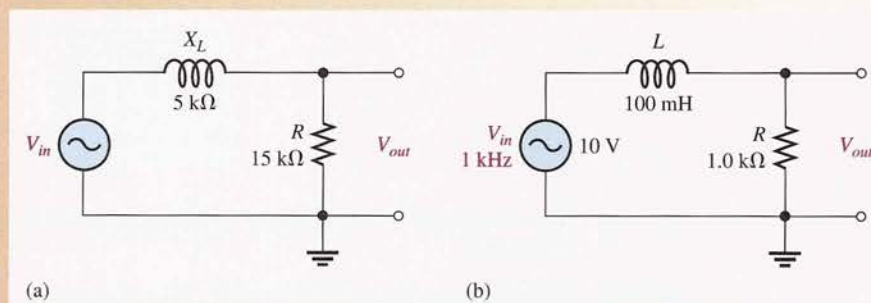 X_L
5 kΩ
V_in
R
15 kΩ
V_out
(a)
L
100 mH
V_in
1 kHz
10 V
R
1.0 kΩ
V_out
(b)